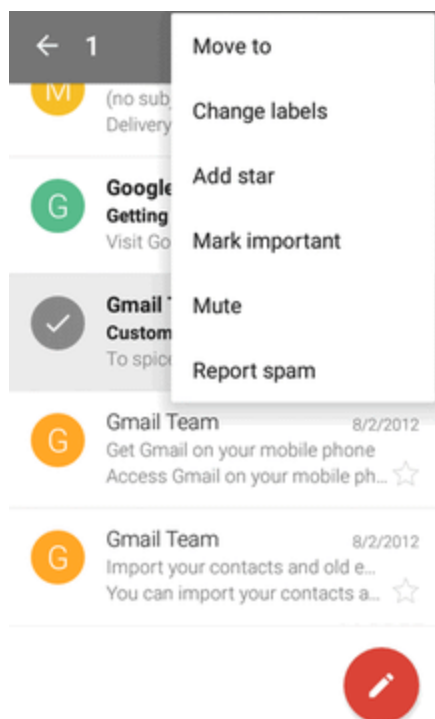 1
Move to
Change labels
Add star
Mark important
Mute
Report spam
M
(no sub
Delivery
G
Google
Getting
Visit Go
Gmail
Custom
To spice
G
Gmail Team 8/2/2012
Get Gmail on your mobile phone
Access Gmail on your mobile ph...
G
Gmail Team 8/2/2012
Import your contacts and old e...
You can import your contacts a...